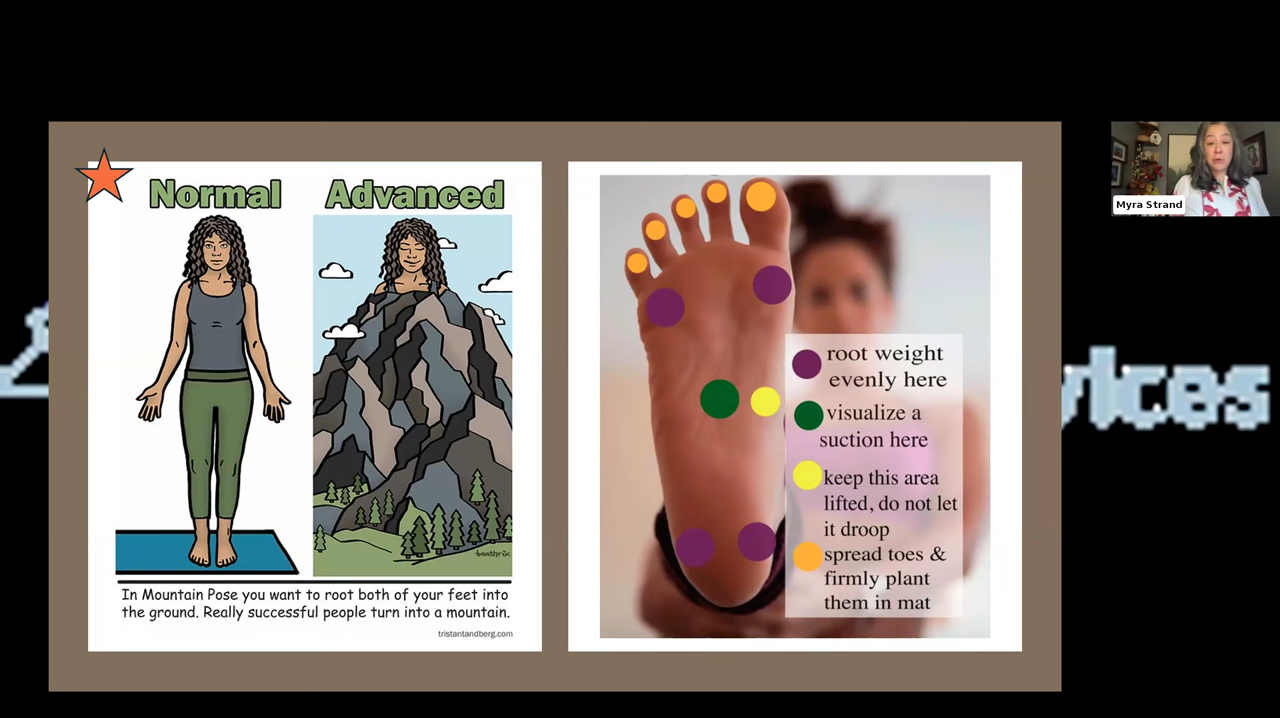 Normal Advanced
In Mountain Pose you want to root both of your feet into
the ground. Really successful people turn into a mountain.
tristantandberg.com
root weight
evenly here
visualize a
suction here
keep this area
lifted, do not let
it droop
spread toes &
firmly plant
them in mat
Myra Strand
vices